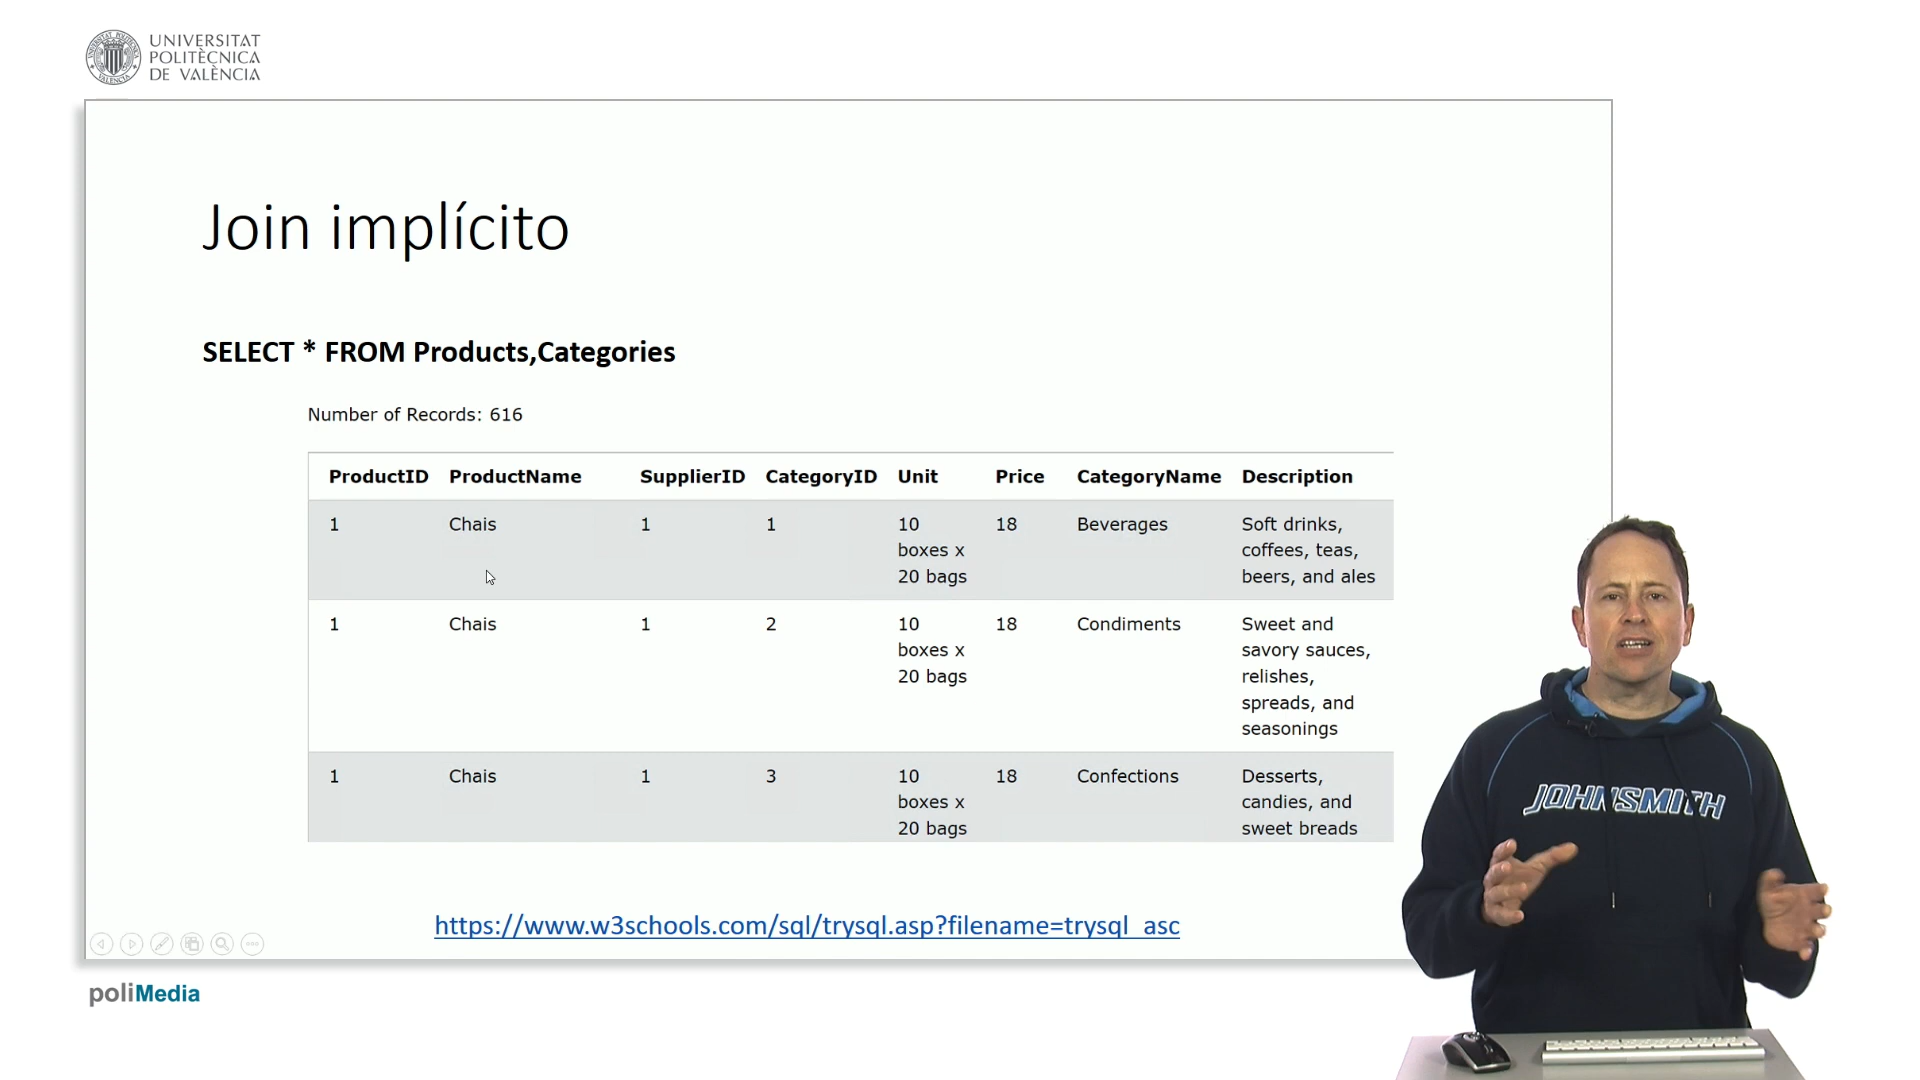 UNIVERSITAT
POLITÈCNICA
DE VALÈNCIA
Join implícito
SELECT * FROM Products,Categories
Number of Records: 616
ProductID ProductName SupplierID CategoryID Unit Price CategoryName Description
1 Chais 1 1 10 18 Beverages Soft drinks,
boxes x coffees, teas,
20 bags beers, and ales
1 Chais 1 2 10 18 Condiments Sweet and
boxes x savory sauces,
20 bags relishes,
spreads, and
seasonings
1 Chais 1 3 10 18 Confections Desserts,
boxes x candies, and
20 bags sweet breads
https://www.w3schools.com/sql/trysql.asp?filename=trysql_asc
JOHNSMITH
poliMedia